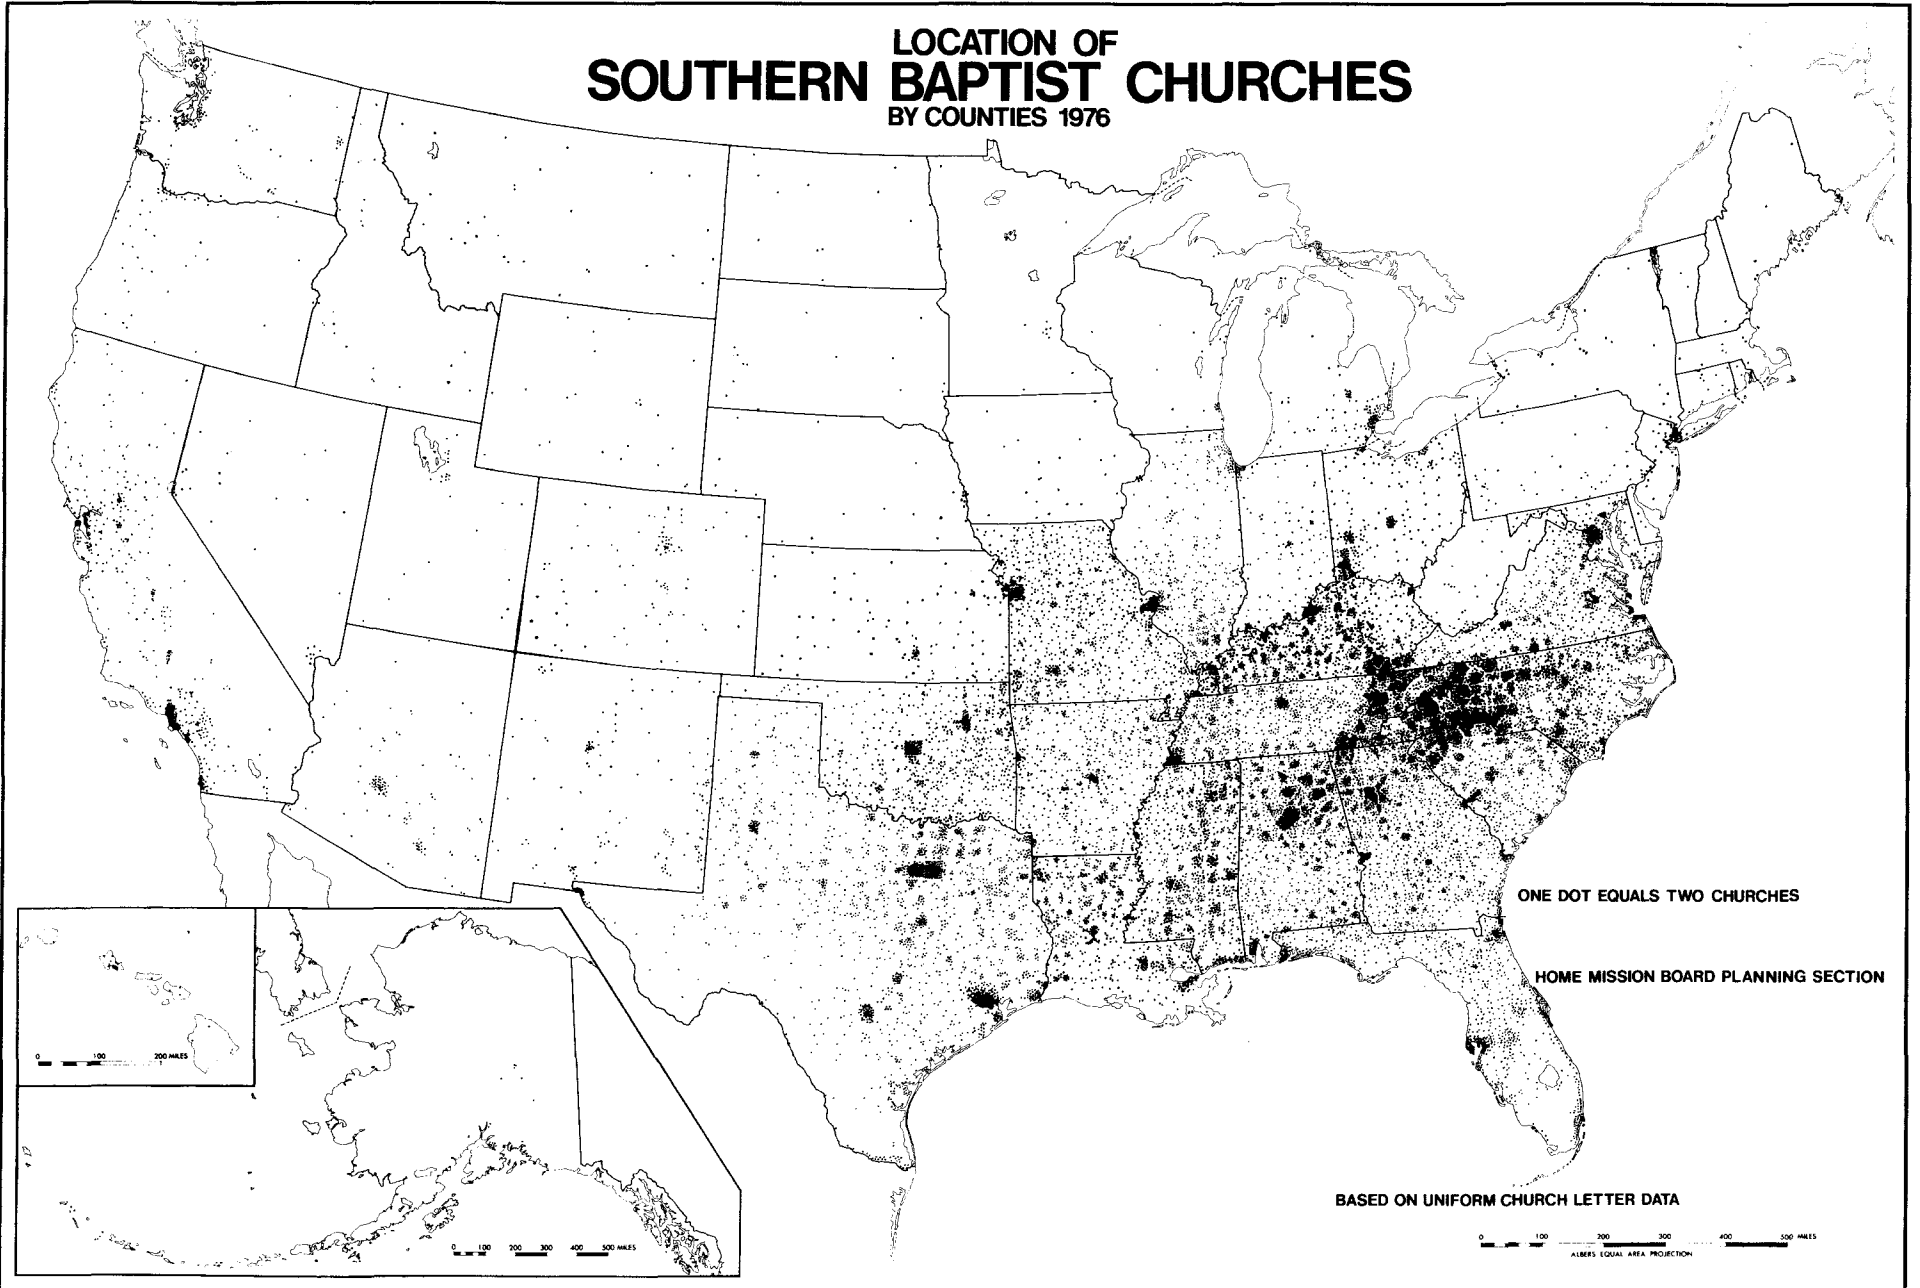 LOCATION OF
SOUTHERN BAPTIST CHURCHES
BY COUNTIES 1976
ONE DOT EQUALS TWO CHURCHES
HOME MISSION BOARD PLANNING SECTION
BASED ON UNIFORM CHURCH LETTER DATA
0 100 200 MILES
0 100 200 300 400 500 MILES
0 100 200 300 400 500 MILES
ALBERS EQUAL AREA PROJECTION